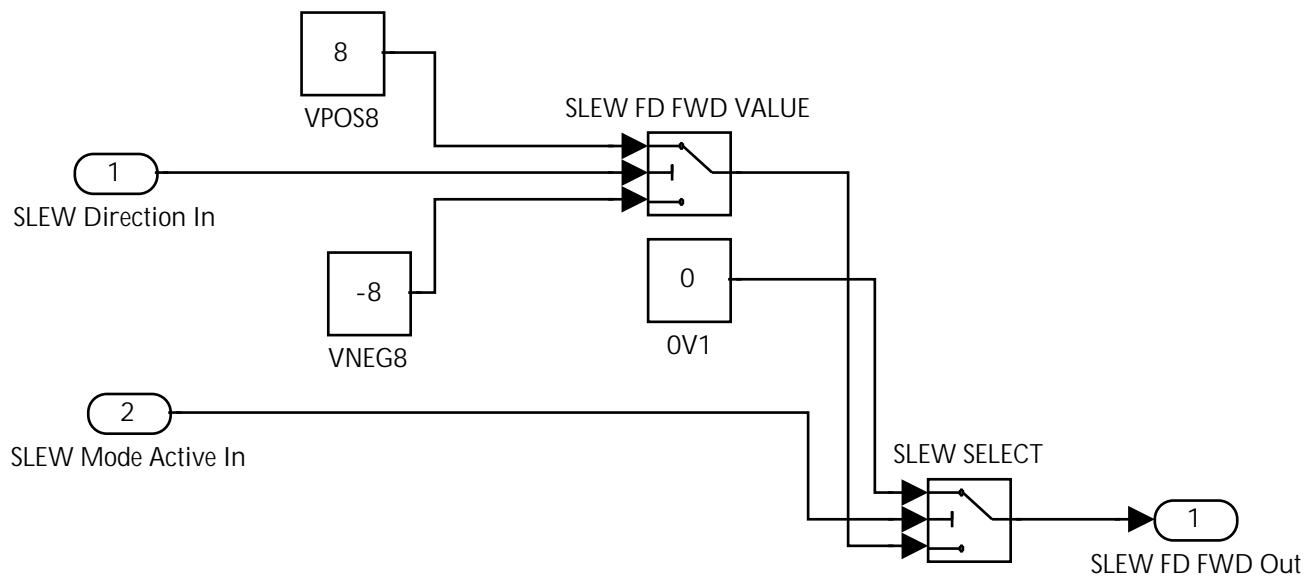 8
VPOS8
SLEW FD FWD VALUE
1
SLEW Direction In
0
-8
0V1
VNEG8
2
SLEW Mode Active In
SLEW SELECT
1
SLEW FD FWD Out